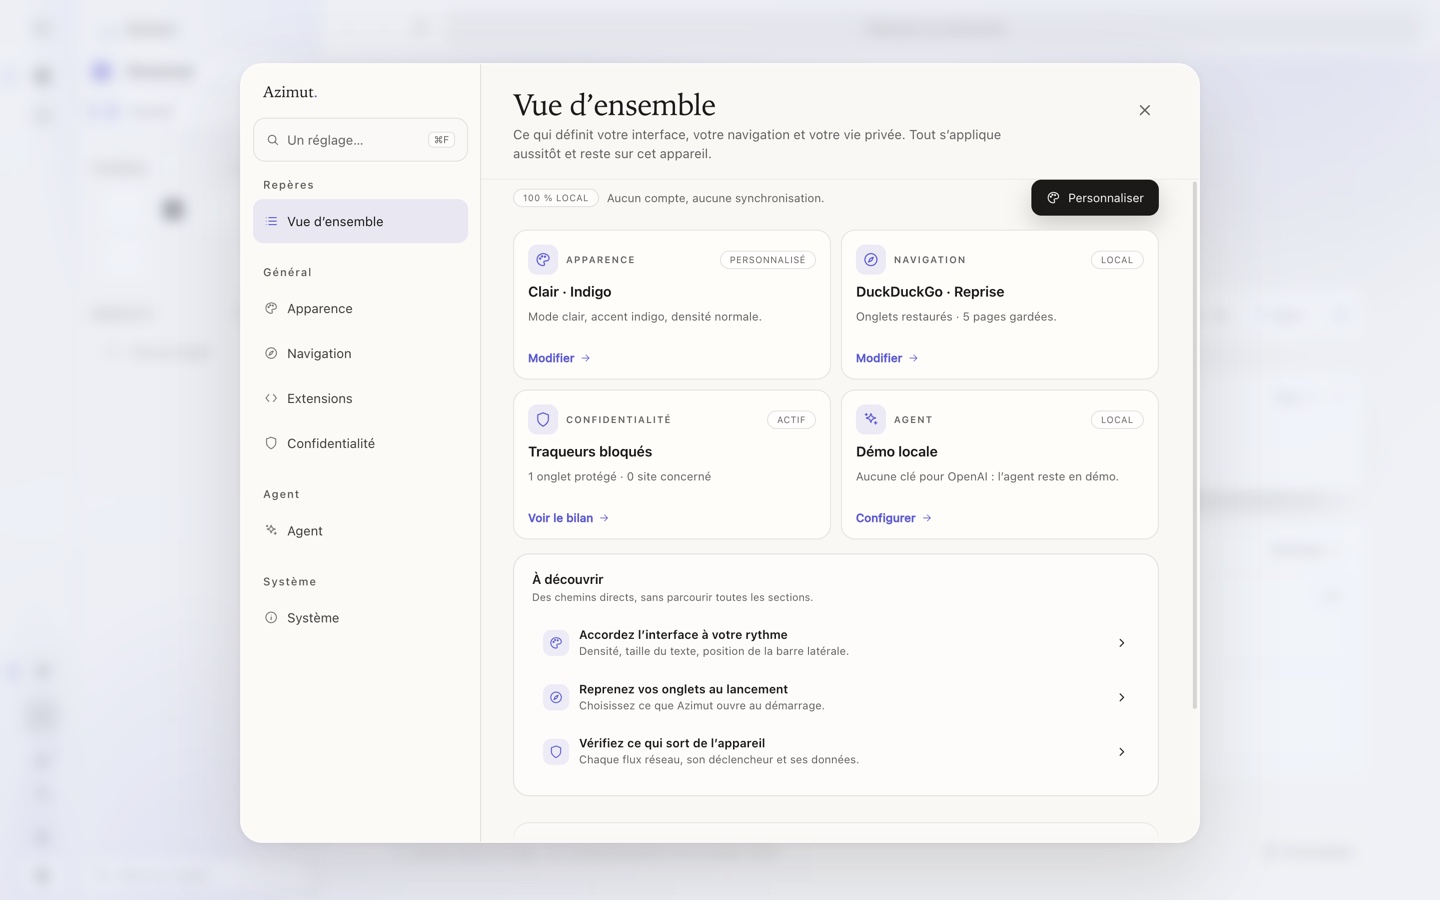 Azimut.
Un réglage...
⌘F
Repères
Vue d’ensemble
Général
Apparence
Navigation
Extensions
Confidentialité
Agent
Agent
Système
Système
Vue d’ensemble
Ce qui définit votre interface, votre navigation et votre vie privée. Tout s’applique
aussitôt et reste sur cet appareil.
100 % LOCAL
Aucun compte, aucune synchronisation.
Personnaliser
APPARENCE
PERSONNALISÉ
Clair · Indigo
Mode clair, accent indigo, densité normale.
Modifier →
NAVIGATION
LOCAL
DuckDuckGo · Reprise
Onglets restaurés · 5 pages gardées.
Modifier →
CONFIDENTIALITÉ
ACTIF
Traqueurs bloqués
1 onglet protégé · 0 site concerné
Voir le bilan →
AGENT
LOCAL
Démo locale
Aucune clé pour OpenAI : l’agent reste en démo.
Configurer →
À découvrir
Des chemins directs, sans parcourir toutes les sections.
Accordez l’interface à votre rythme
Densité, taille du texte, position de la barre latérale.
Reprenez vos onglets au lancement
Choisissez ce que Azimut ouvre au démarrage.
Vérifiez ce qui sort de l’appareil
Chaque flux réseau, son déclencheur et ses données.